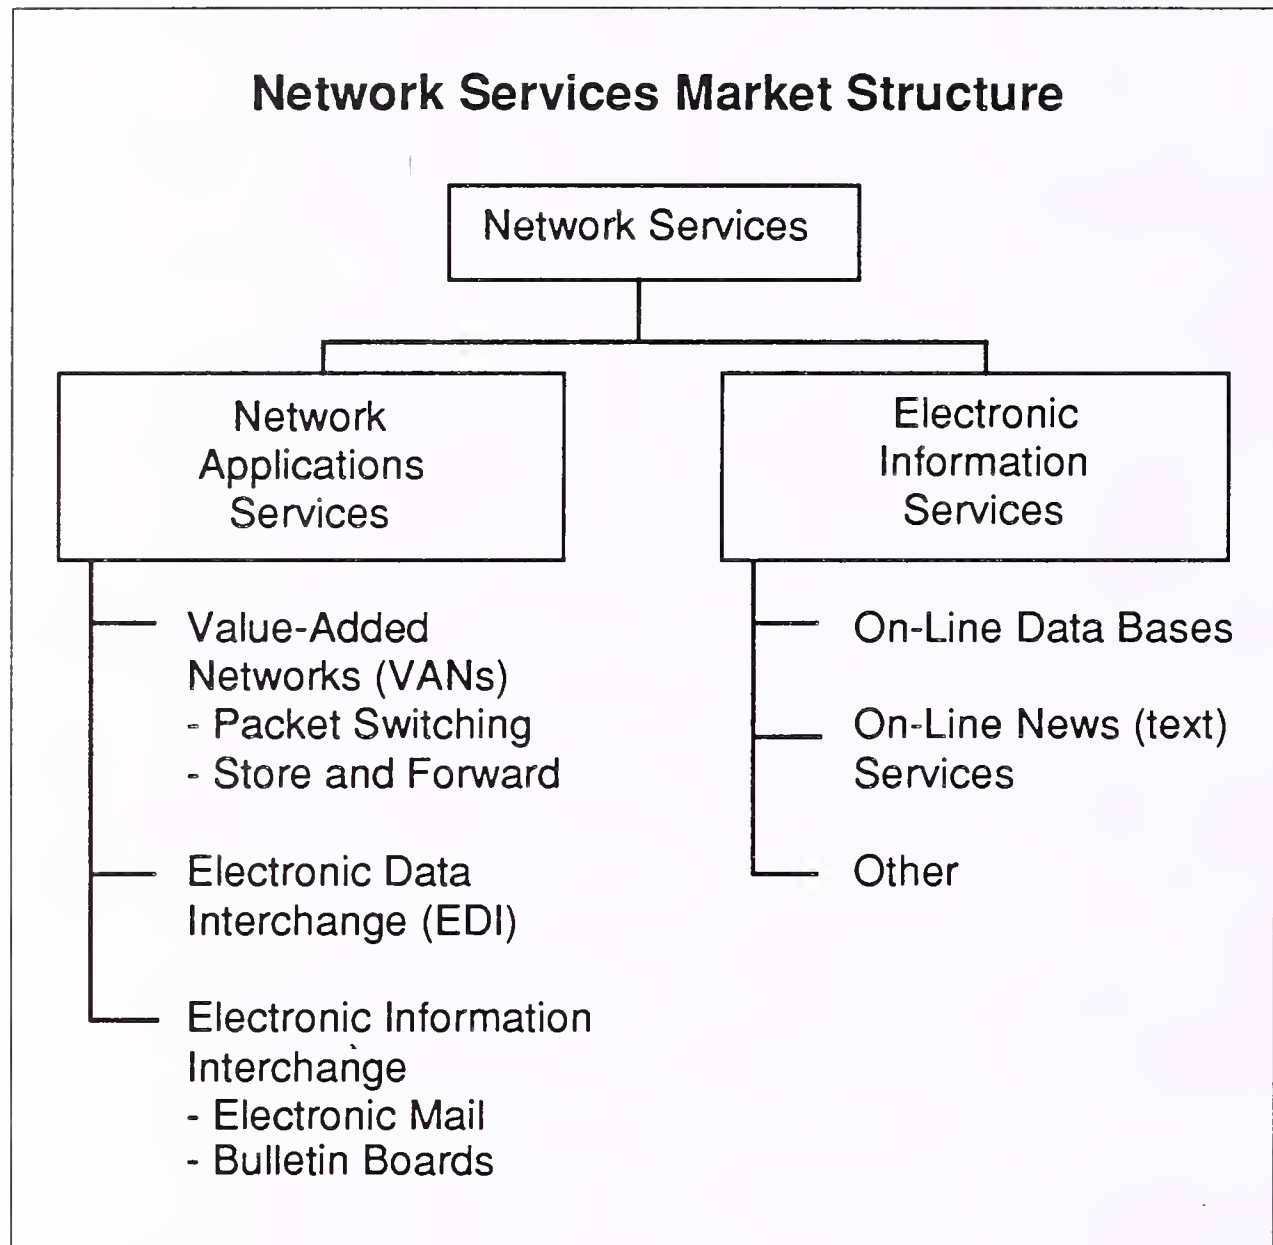 Network Services Market Structure
Network Services
Network
Applications
Services
Value-Added
Networks (VANs)
- Packet Switching
- Store and Forward
Electronic Data
Interchange (EDI)
Electronic Information
Interchange
- Electronic Mail
- Bulletin Boards
Electronic
Information
Services
On-Line Data Bases
On-Line News (text)
Services
Other